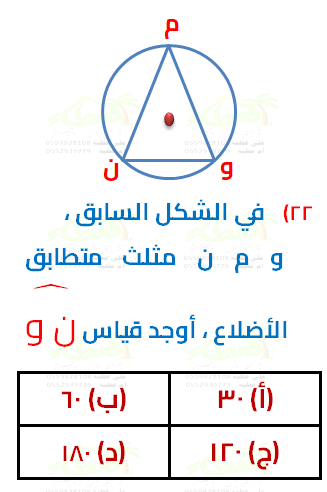 م
ن
و
٢٢) في الشكل السابق ،
و م ن مثلث متطابق
الأضلاع ، أوجد قياس ن و
(أ) ٣٠
(ب) ٦٠
(ج) ١٢٠
(د) ١٨٠